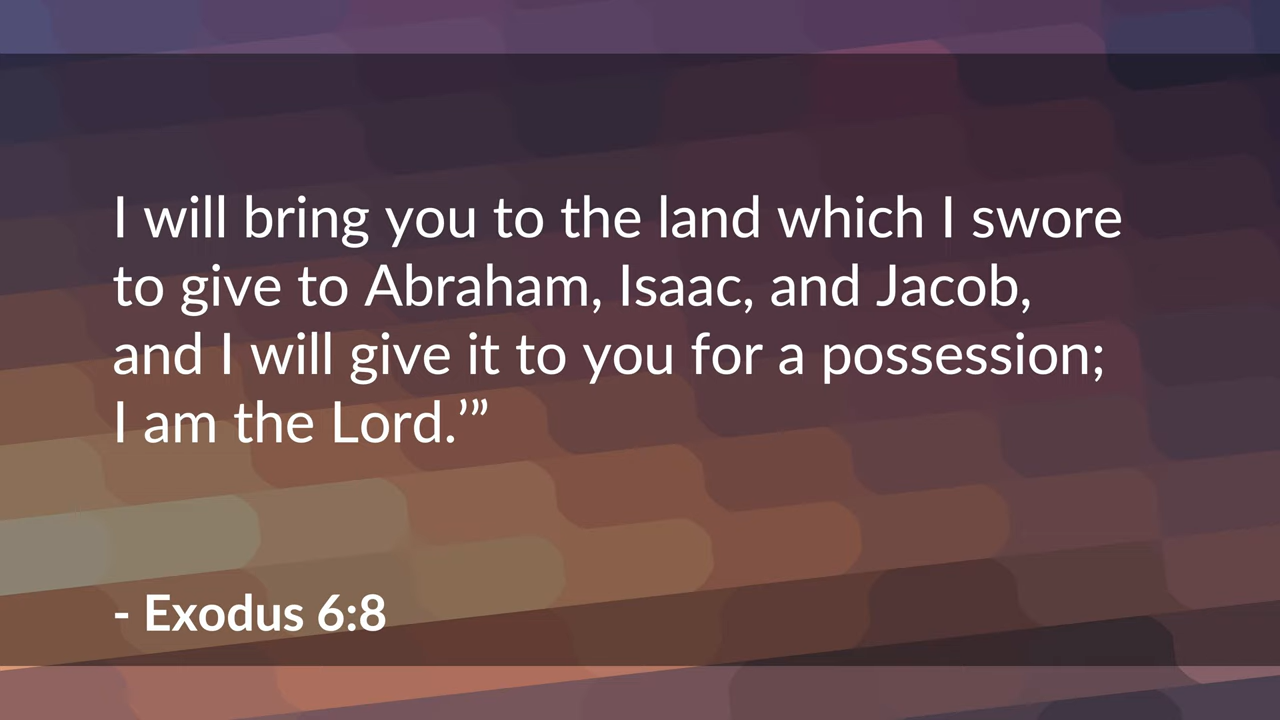 I will bring you to the land which I swore
to give to Abraham, Isaac, and Jacob,
and I will give it to you for a possession;
I am the Lord.’”
- Exodus 6:8